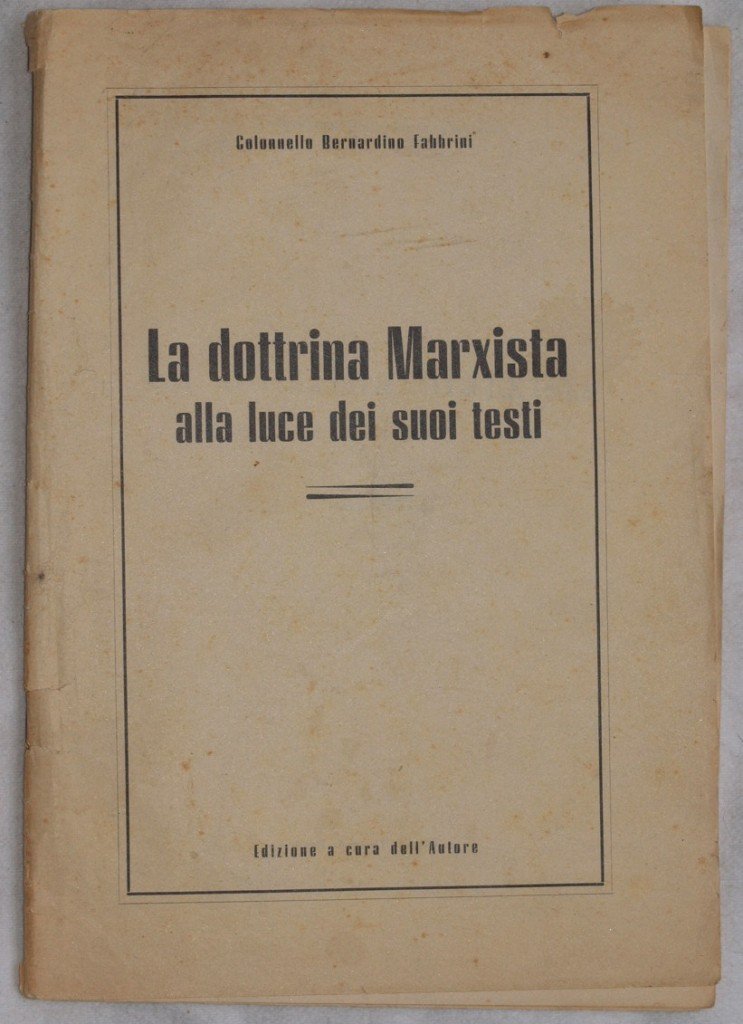 Colonnello Bernardino Fabbrini
La dottrina Marxista
alla luce dei suoi testi
Edizione a cura dell'Autore